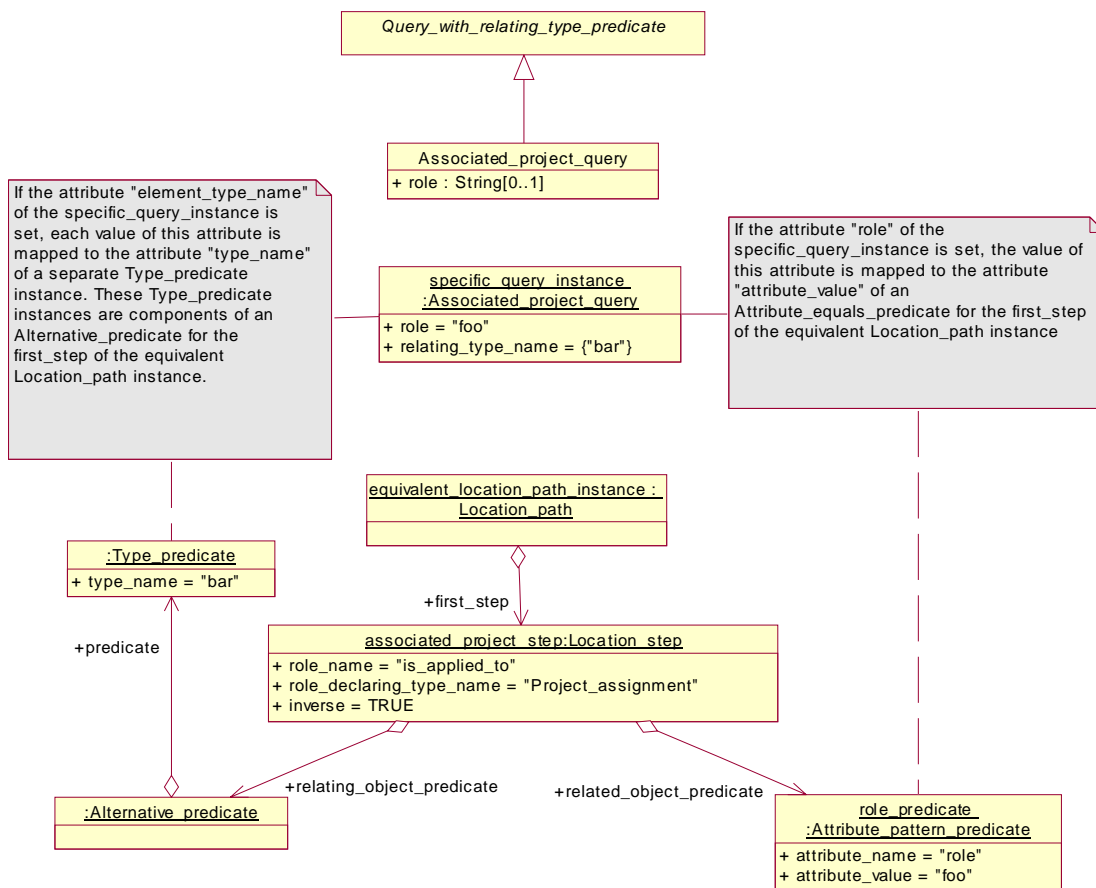 Query_with_relating_type_predicate
Associated_project_query
+ role : String[0..1]
If the attribute "element_type_name"
of the specific_query_instance is
set, each value of this attribute is
mapped to the attribute "type_name"
of a separate Type_predicate
instance. These Type_predicate
instances are components of an
Alternative_predicate for the
first_step of the equivalent
Location_path instance.
specific_query_instance
:Associated_project_query
+ role = "foo"
+ relating_type_name = {"bar"}
If the attribute "role" of the
specific_query_instance is set, the value of
this attribute is mapped to the attribute
"attribute_value" of an
Attribute_equals_predicate for the first_step
of the equivalent Location_path instance
equivalent_location_path_instance :
Location_path
:Type_predicate
+ type_name = "bar"
+first_step
+predicate
associated_project_step:Location_step
+ role_name = "is_applied_to"
+ role_declaring_type_name = "Project_assignment"
+ inverse = TRUE
+relating_object_predicate
+related_object_predicate
:Alternative_predicate
role_predicate
:Attribute_pattern_predicate
+ attribute_name = "role"
+ attribute_value = "foo"